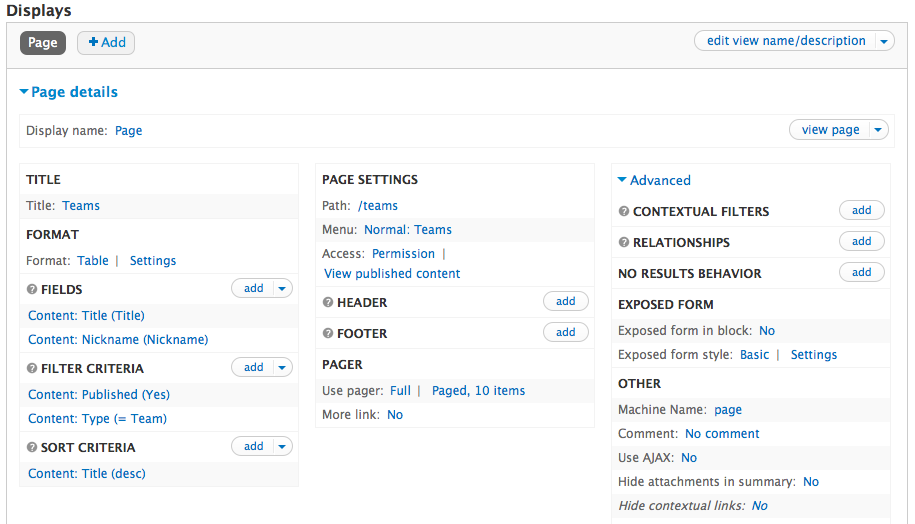 Displays
Page
+ Add
edit view name/description
Page details
Display name: Page
view page
TITLE
Title: Teams
FORMAT
Format: Table | Settings
? FIELDS
add
Content: Title (Title)
Content: Nickname (Nickname)
? FILTER CRITERIA
add
Content: Published (Yes)
Content: Type (= Team)
? SORT CRITERIA
add
Content: Title (desc)
PAGE SETTINGS
Path: /teams
Menu: Normal: Teams
Access: Permission |
View published content
? HEADER
add
? FOOTER
add
PAGER
Use pager: Full | Paged, 10 items
More link: No
Advanced
? CONTEXTUAL FILTERS
add
? RELATIONSHIPS
add
NO RESULTS BEHAVIOR
add
EXPOSED FORM
Exposed form in block: No
Exposed form style: Basic | Settings
OTHER
Machine Name: page
Comment: No comment
Use AJAX: No
Hide attachments in summary: No
Hide contextual links: No